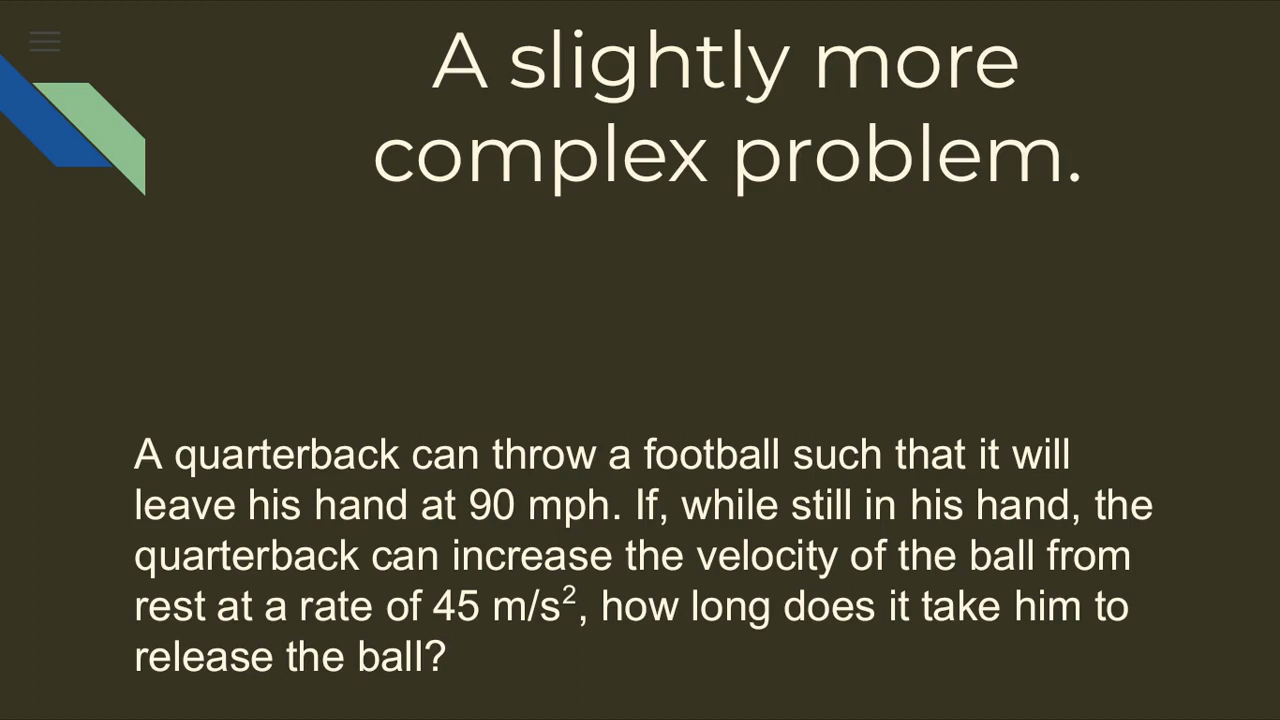 A slightly more
complex problem.
A quarterback can throw a football such that it will
leave his hand at 90 mph. If, while still in his hand, the
quarterback can increase the velocity of the ball from
rest at a rate of 45 m/s², how long does it take him to
release the ball?